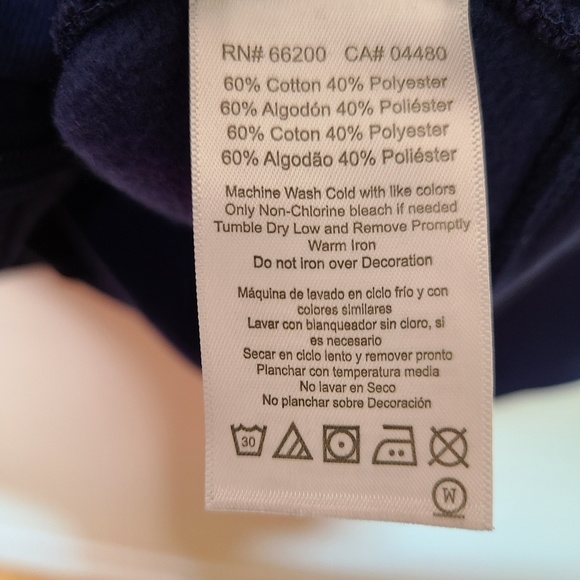 RN# 66200 CA# 04480
60% Cotton 40% Polyester
60% Algodón 40% Poliéster
60% Coton 40% Polyester
60% Algodão 40% Poliéster
Machine Wash Cold with like colors
Only Non-Chlorine bleach if needed
Tumble Dry Low and Remove Promptly
Warm Iron
Do not iron over Decoration
Máquina de lavado en ciclo frío y con
colores similares
Lavar con blanqueador sin cloro, si
es necesario
Secar en ciclo lento y remover pronto
Planchar con temperatura media
No lavar en Seco
No planchar sobre Decoración
30
W